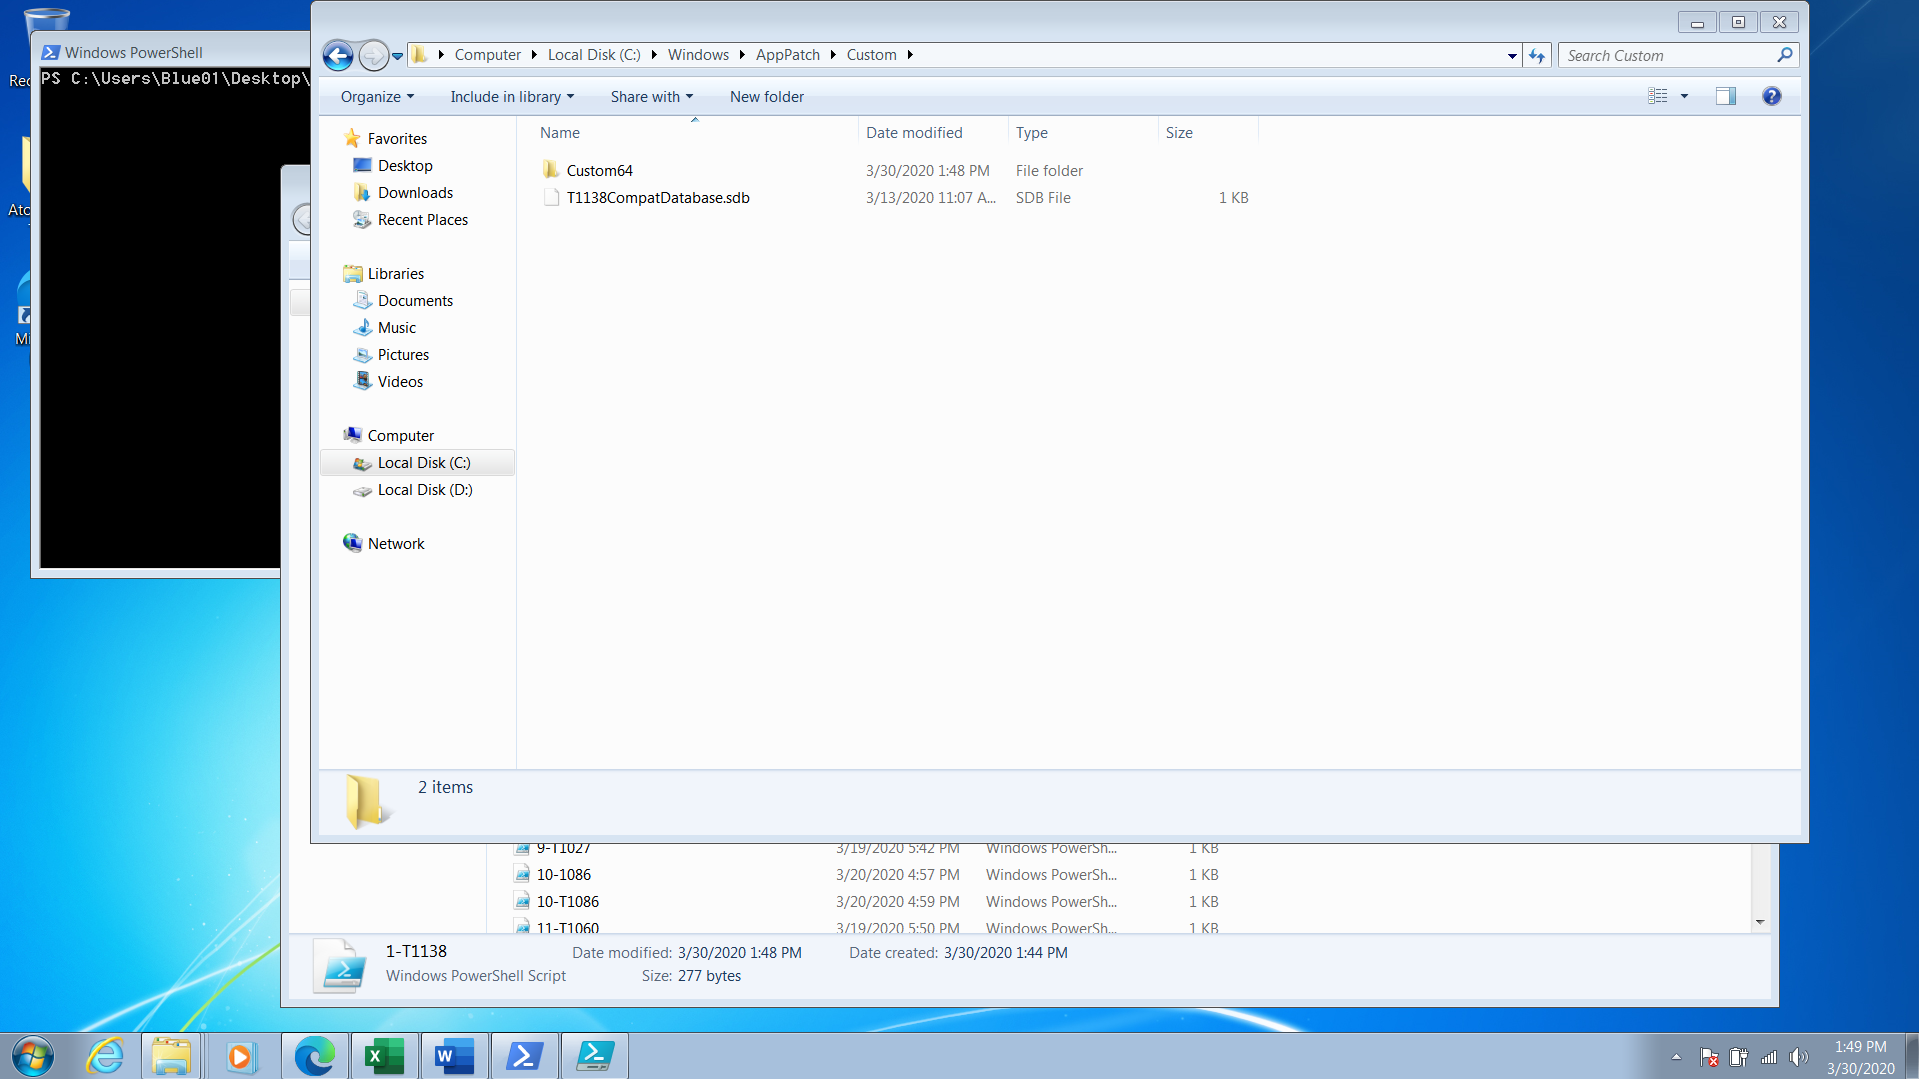 Windows PowerShell
PS C:\Users\Blue01\Desktop\
Computer
Local Disk (C:)
Windows
AppPatch
Custom
Search Custom
Organize
Include in library
Share with
New folder
Name
Date modified
Type
Size
Favorites
Desktop
Downloads
Recent Places
Libraries
Documents
Music
Pictures
Videos
Computer
Local Disk (C:)
Local Disk (D:)
Network
Custom64 3/30/2020 1:48 PM File folder
T1138CompatDatabase.sdb 3/13/2020 11:07 A... SDB File 1 KB
2 items
9-T1027 3/19/2020 5:42 PM Windows PowerSh... 1 KB
10-1086 3/20/2020 4:57 PM Windows PowerSh... 1 KB
10-T1086 3/20/2020 4:59 PM Windows PowerSh... 1 KB
11-T1060 3/19/2020 5:50 PM Windows PowerSh... 1 KB
1-T1138 Date modified: 3/30/2020 1:48 PM Date created: 3/30/2020 1:44 PM
Windows PowerShell Script Size: 277 bytes
1:49 PM
3/30/2020